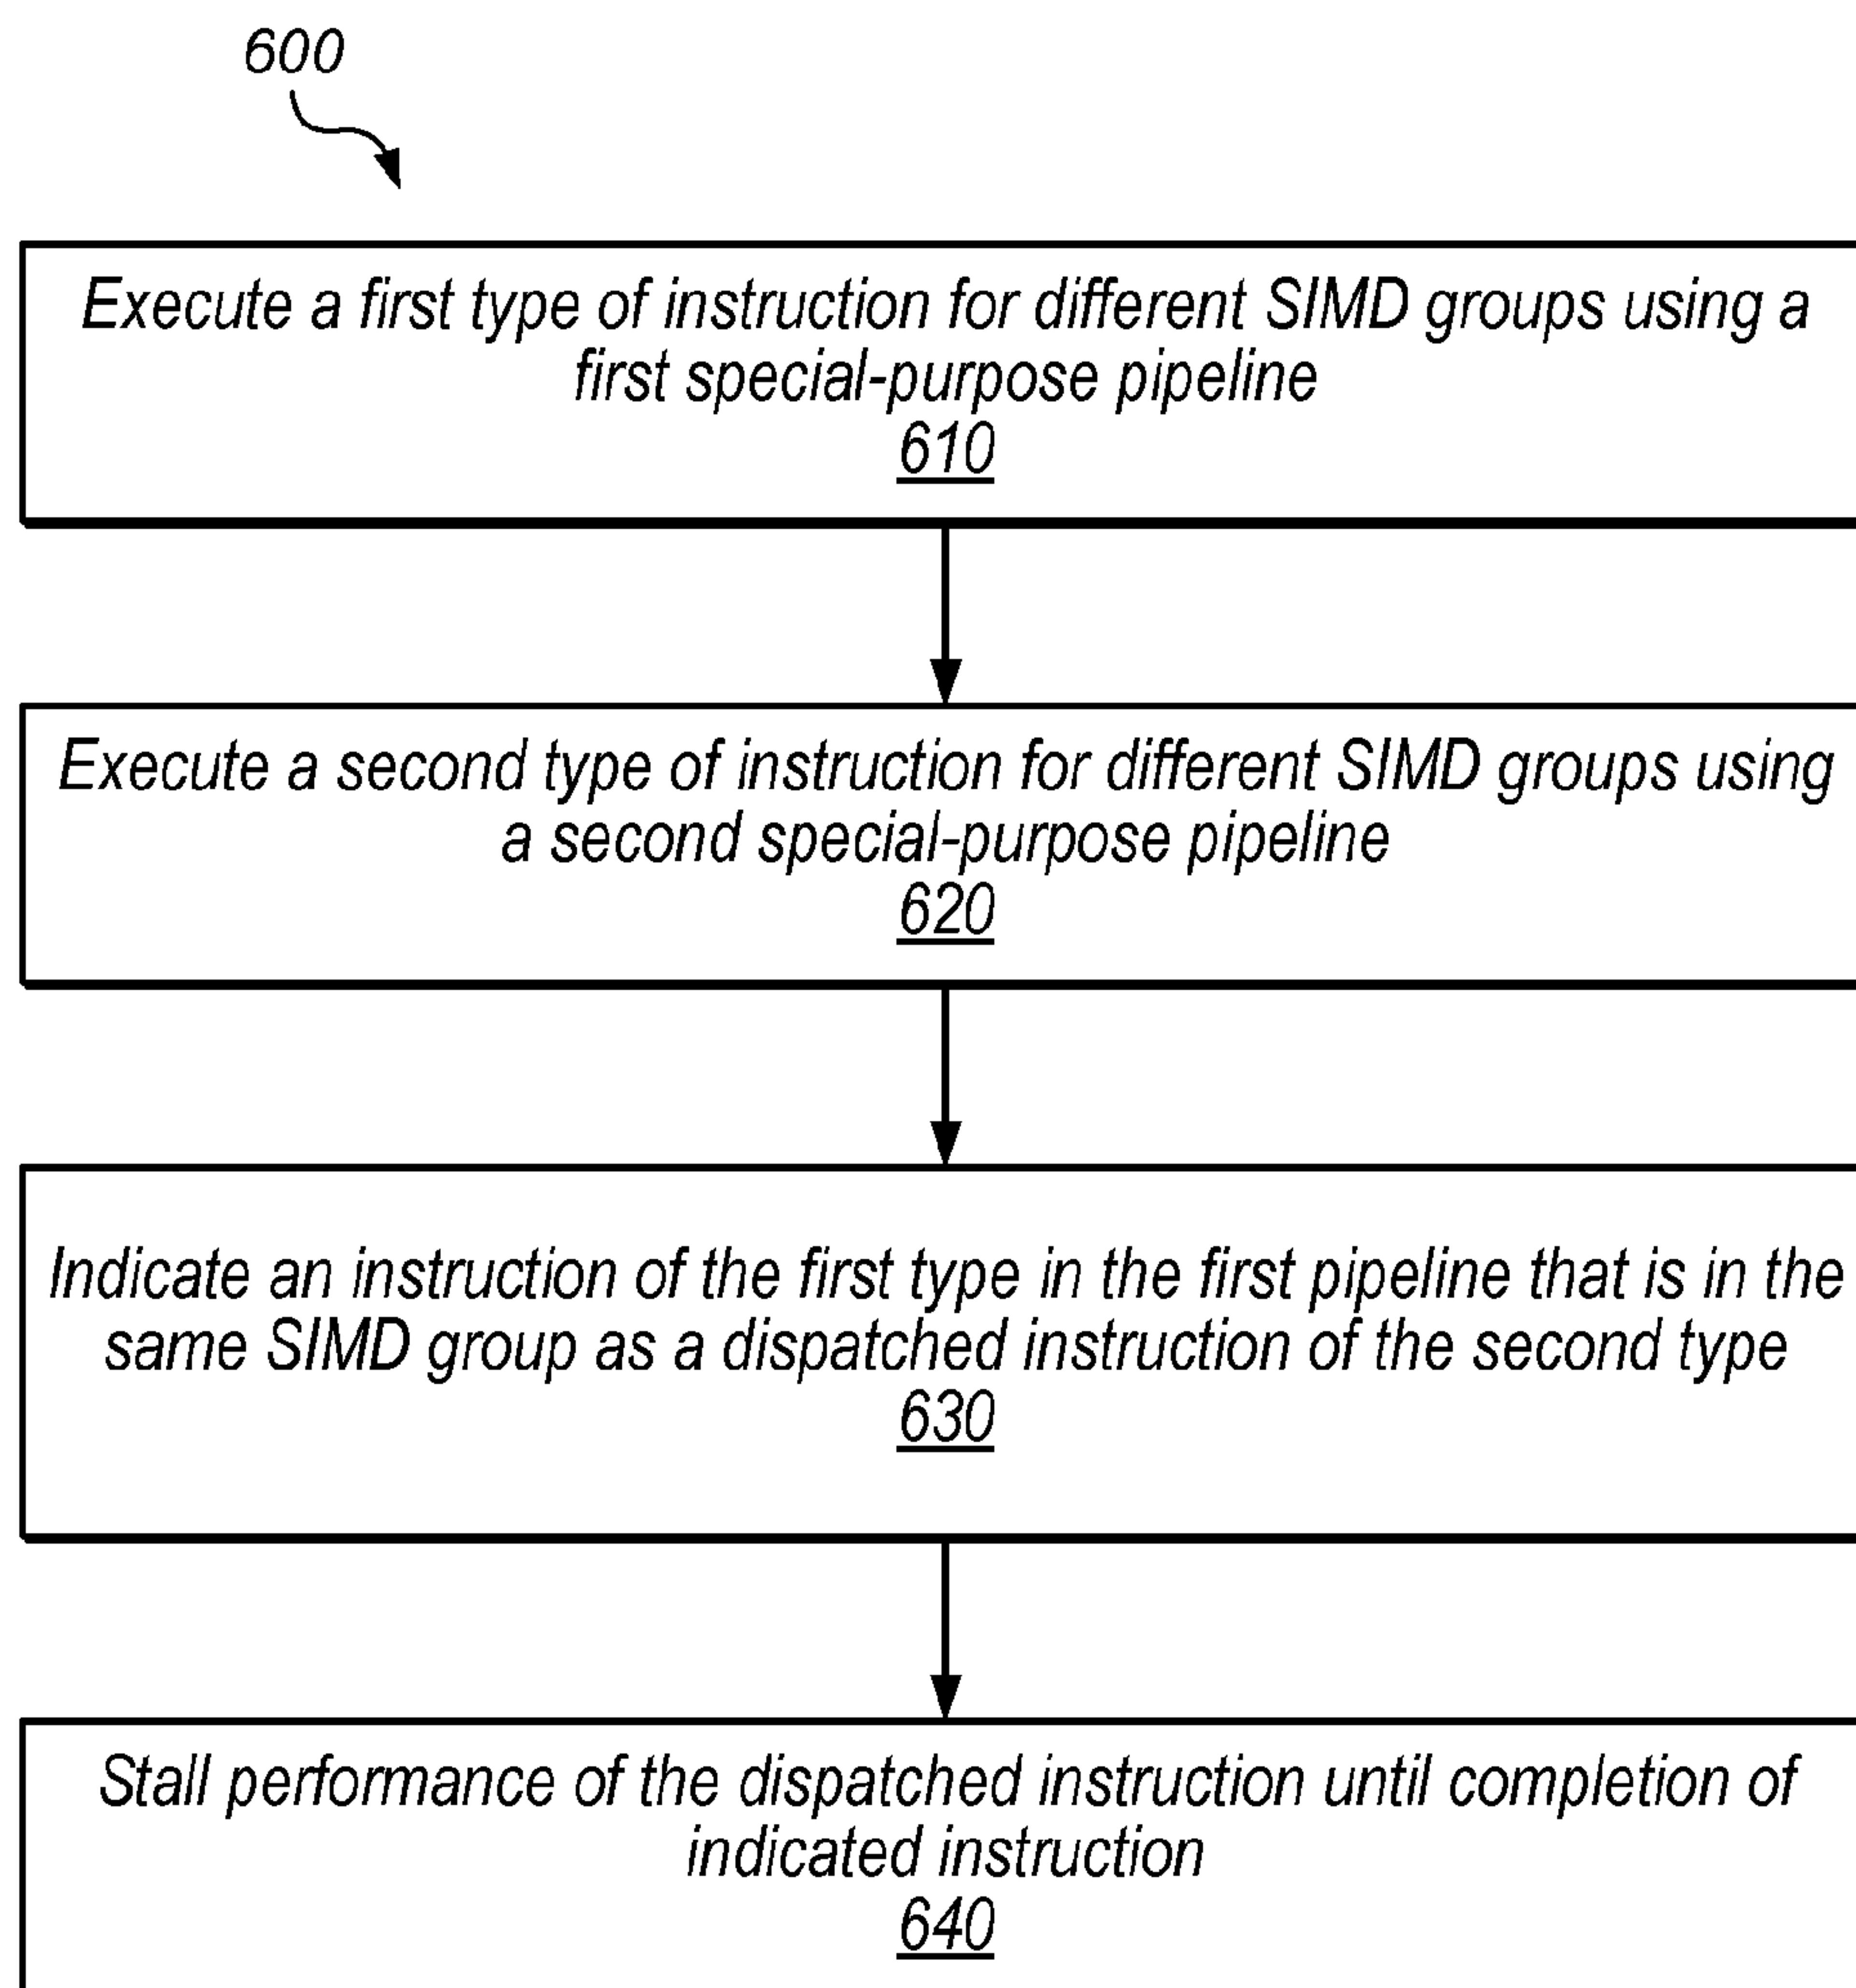 600
Execute a first type of instruction for different SIMD groups using a
first special-purpose pipeline
610
Execute a second type of instruction for different SIMD groups using
a second special-purpose pipeline
620
Indicate an instruction of the first type in the first pipeline that is in the
same SIMD group as a dispatched instruction of the second type
630
Stall performance of the dispatched instruction until completion of
indicated instruction
640